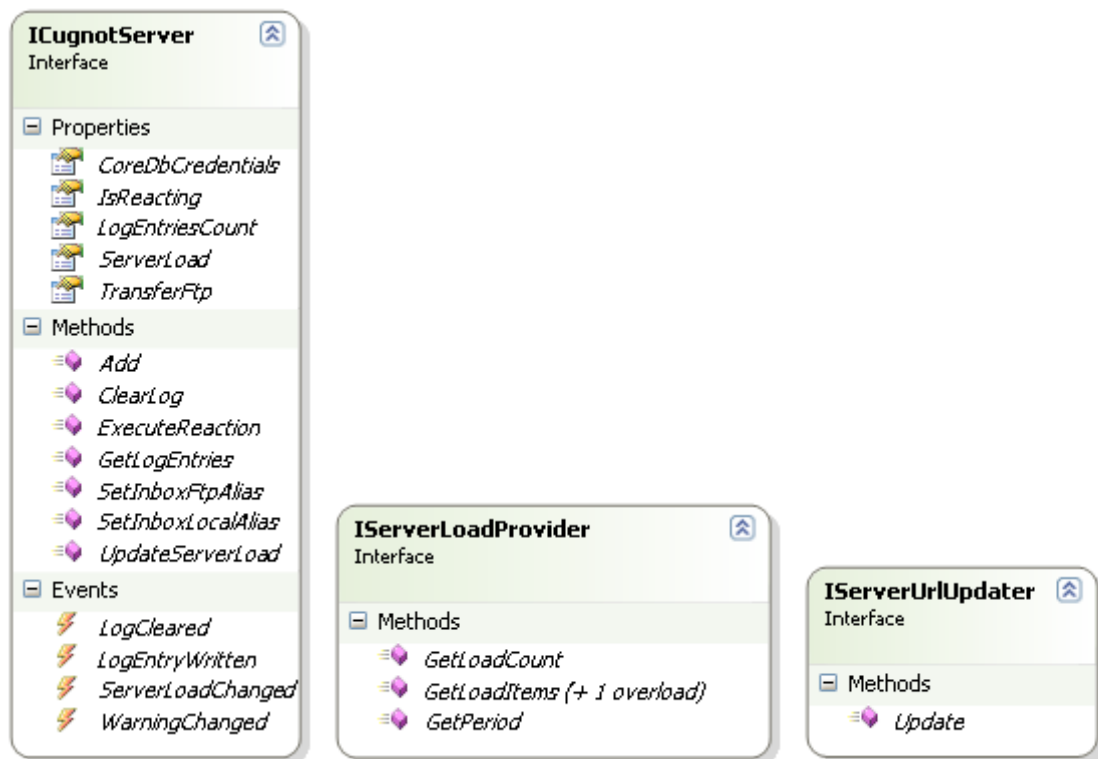 ICugnotServer
Interface
Properties
CoreDbCredentials
IsReacting
LogEntriesCount
ServerLoad
TransferFtp
Methods
Add
ClearLog
ExecuteReaction
GetLogEntries
SetInboxFtpAlias
SetInboxLocalAlias
UpdateServerLoad
Events
LogCleared
LogEntryWritten
ServerLoadChanged
WarningChanged
IServerLoadProvider
Interface
Methods
GetLoadCount
GetLoadItems (+ 1 overload)
GetPeriod
IServerUrlUpdater
Interface
Methods
Update